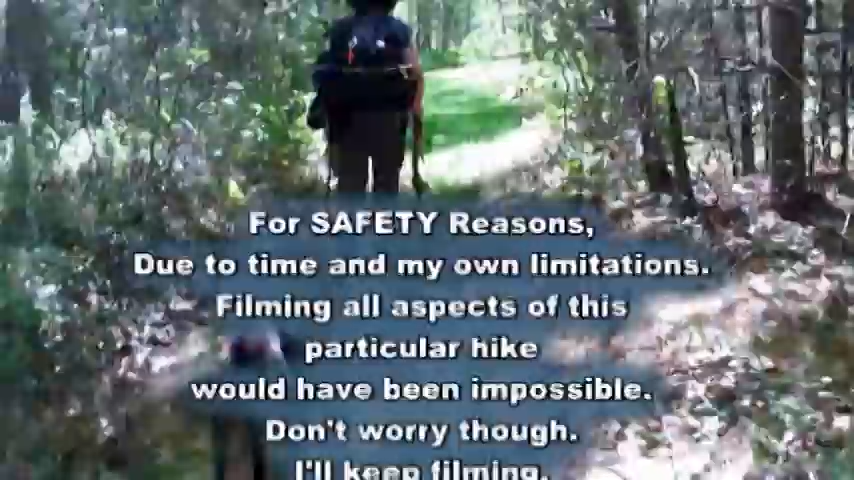 For SAFETY Reasons,
Due to time and my own limitations.
Filming all aspects of this
particular hike
would have been impossible.
Don't worry though.
I'll keep filming.